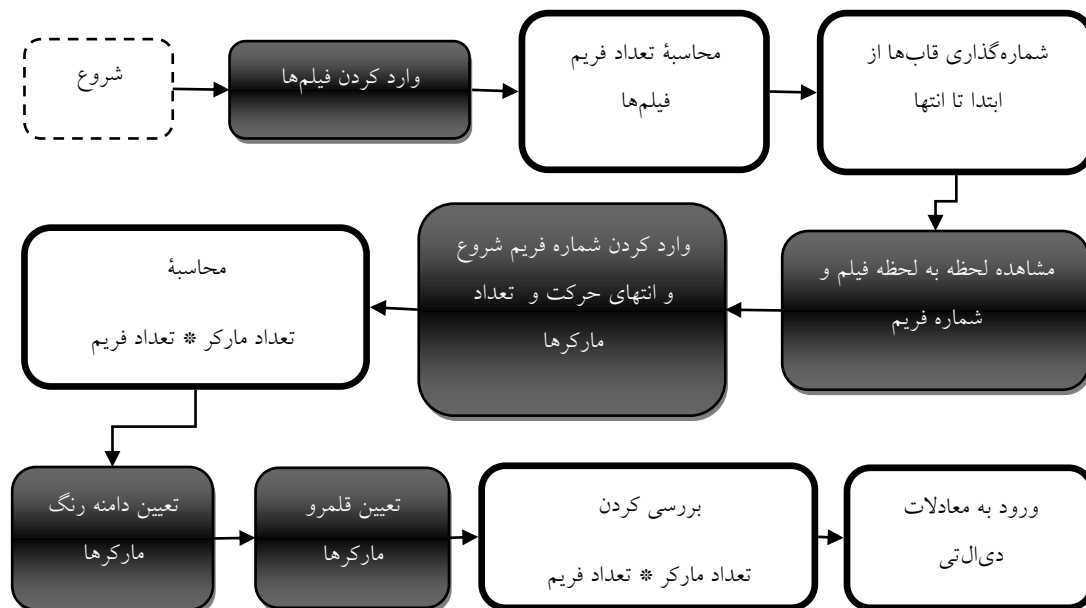 شروع
وارد کردن فیلم‌ها
محاسبۀ تعداد فریم
فیلم‌ها
شماره‌گذاری قاب‌ها از
ابتدا تا انتها
مشاهده لحظه به لحظه فیلم و
شماره فریم
وارد کردن شماره فریم شروع
و انتهای حرکت و تعداد
مارکرها
محاسبۀ
تعداد مارکر * تعداد فریم
تعیین دامنه رنگ
مارکرها
تعیین قلمرو
مارکرها
بررسی کردن
تعداد مارکر * تعداد فریم
ورود به معادلات
دی‌ال‌تی